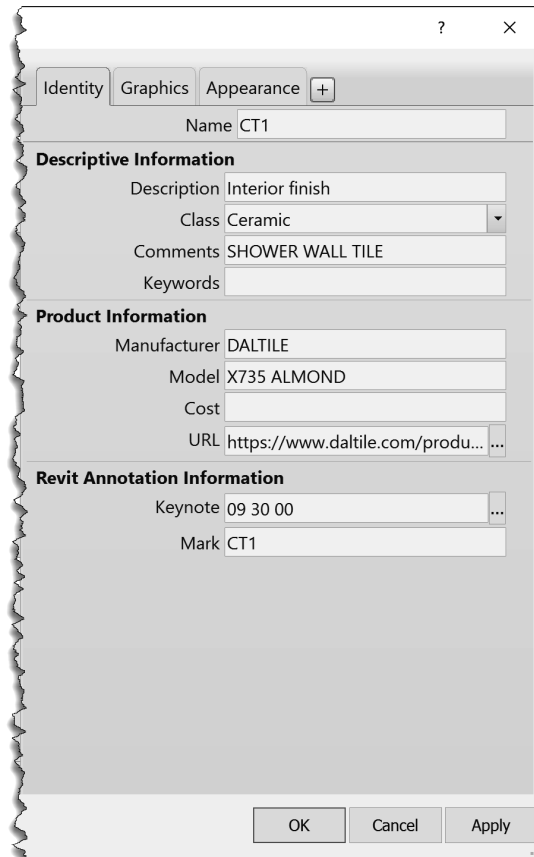 ?
Identity Graphics Appearance +
Name CT1
Descriptive Information
Description Interior finish
Class Ceramic
Comments SHOWER WALL TILE
Keywords
Product Information
Manufacturer DALTILE
Model X735 ALMOND
Cost
URL https://www.daltile.com/produ... ...
Revit Annotation Information
Keynote 09 30 00 ...
Mark CT1
OK Cancel Apply